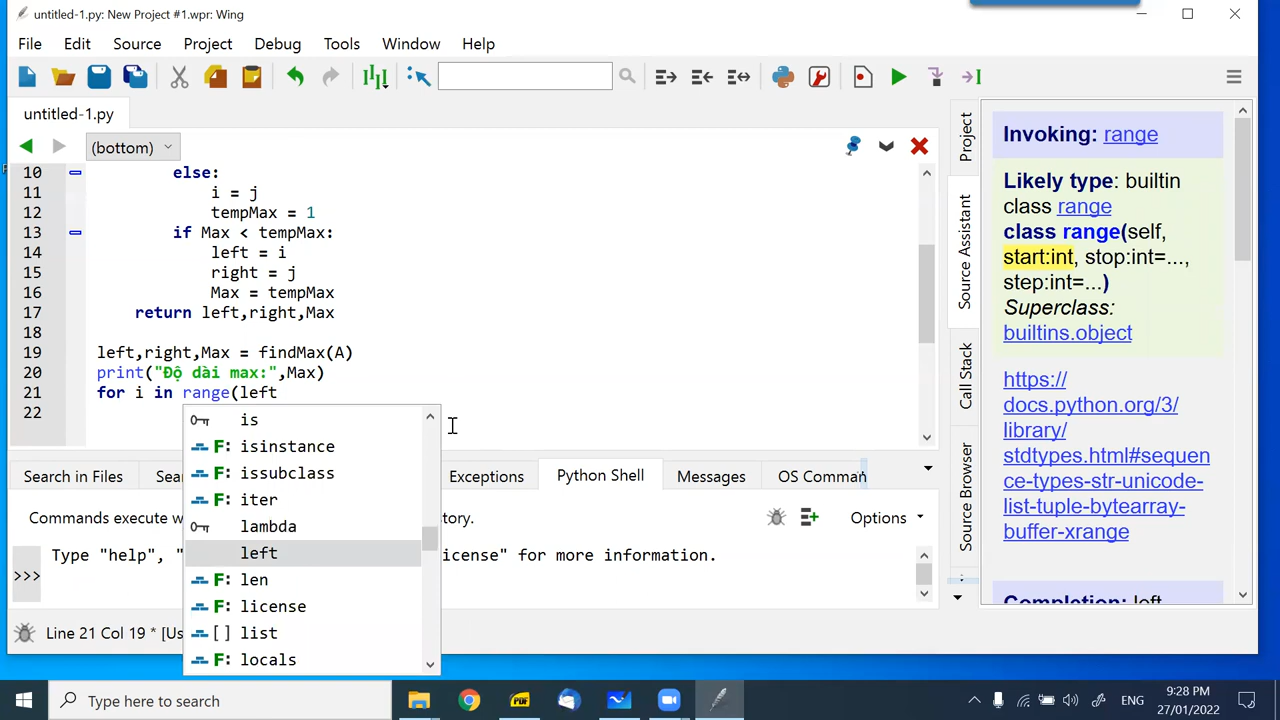 untitled-1.py: New Project #1.wpr: Wing
File Edit Source Project Debug Tools Window Help
untitled-1.py
(bottom)
10 else:
11 i = j
12 tempMax = 1
13 if Max < tempMax:
14 left = i
15 right = j
16 Max = tempMax
17 return left,right,Max
18
19 left,right,Max = findMax(A)
20 print("Độ dài max:",Max)
21 for i in range(left
22
is
F: isinstance
F: issubclass
F: iter
lambda
left
F: len
F: license
[ ] list
F: locals
Project
Source Assistant
Call Stack
Source Browser
Invoking: range
Likely type: builtin
class range
class range(self,
start:int, stop:int=...,
step:int=...)
Superclass:
builtins.object
https://
docs.python.org/3/
library/
stdtypes.html#sequen
ce-types-str-unicode-
list-tuple-bytearray-
buffer-xrange
Completion: left
Search in Files Sea Exceptions Python Shell Messages OS Comman
Commands execute w tory. Options
Type "help", " icense" for more information.
>>>
Line 21 Col 19 * [Us
Type here to search
PDF
ENG
9:28 PM
27/01/2022